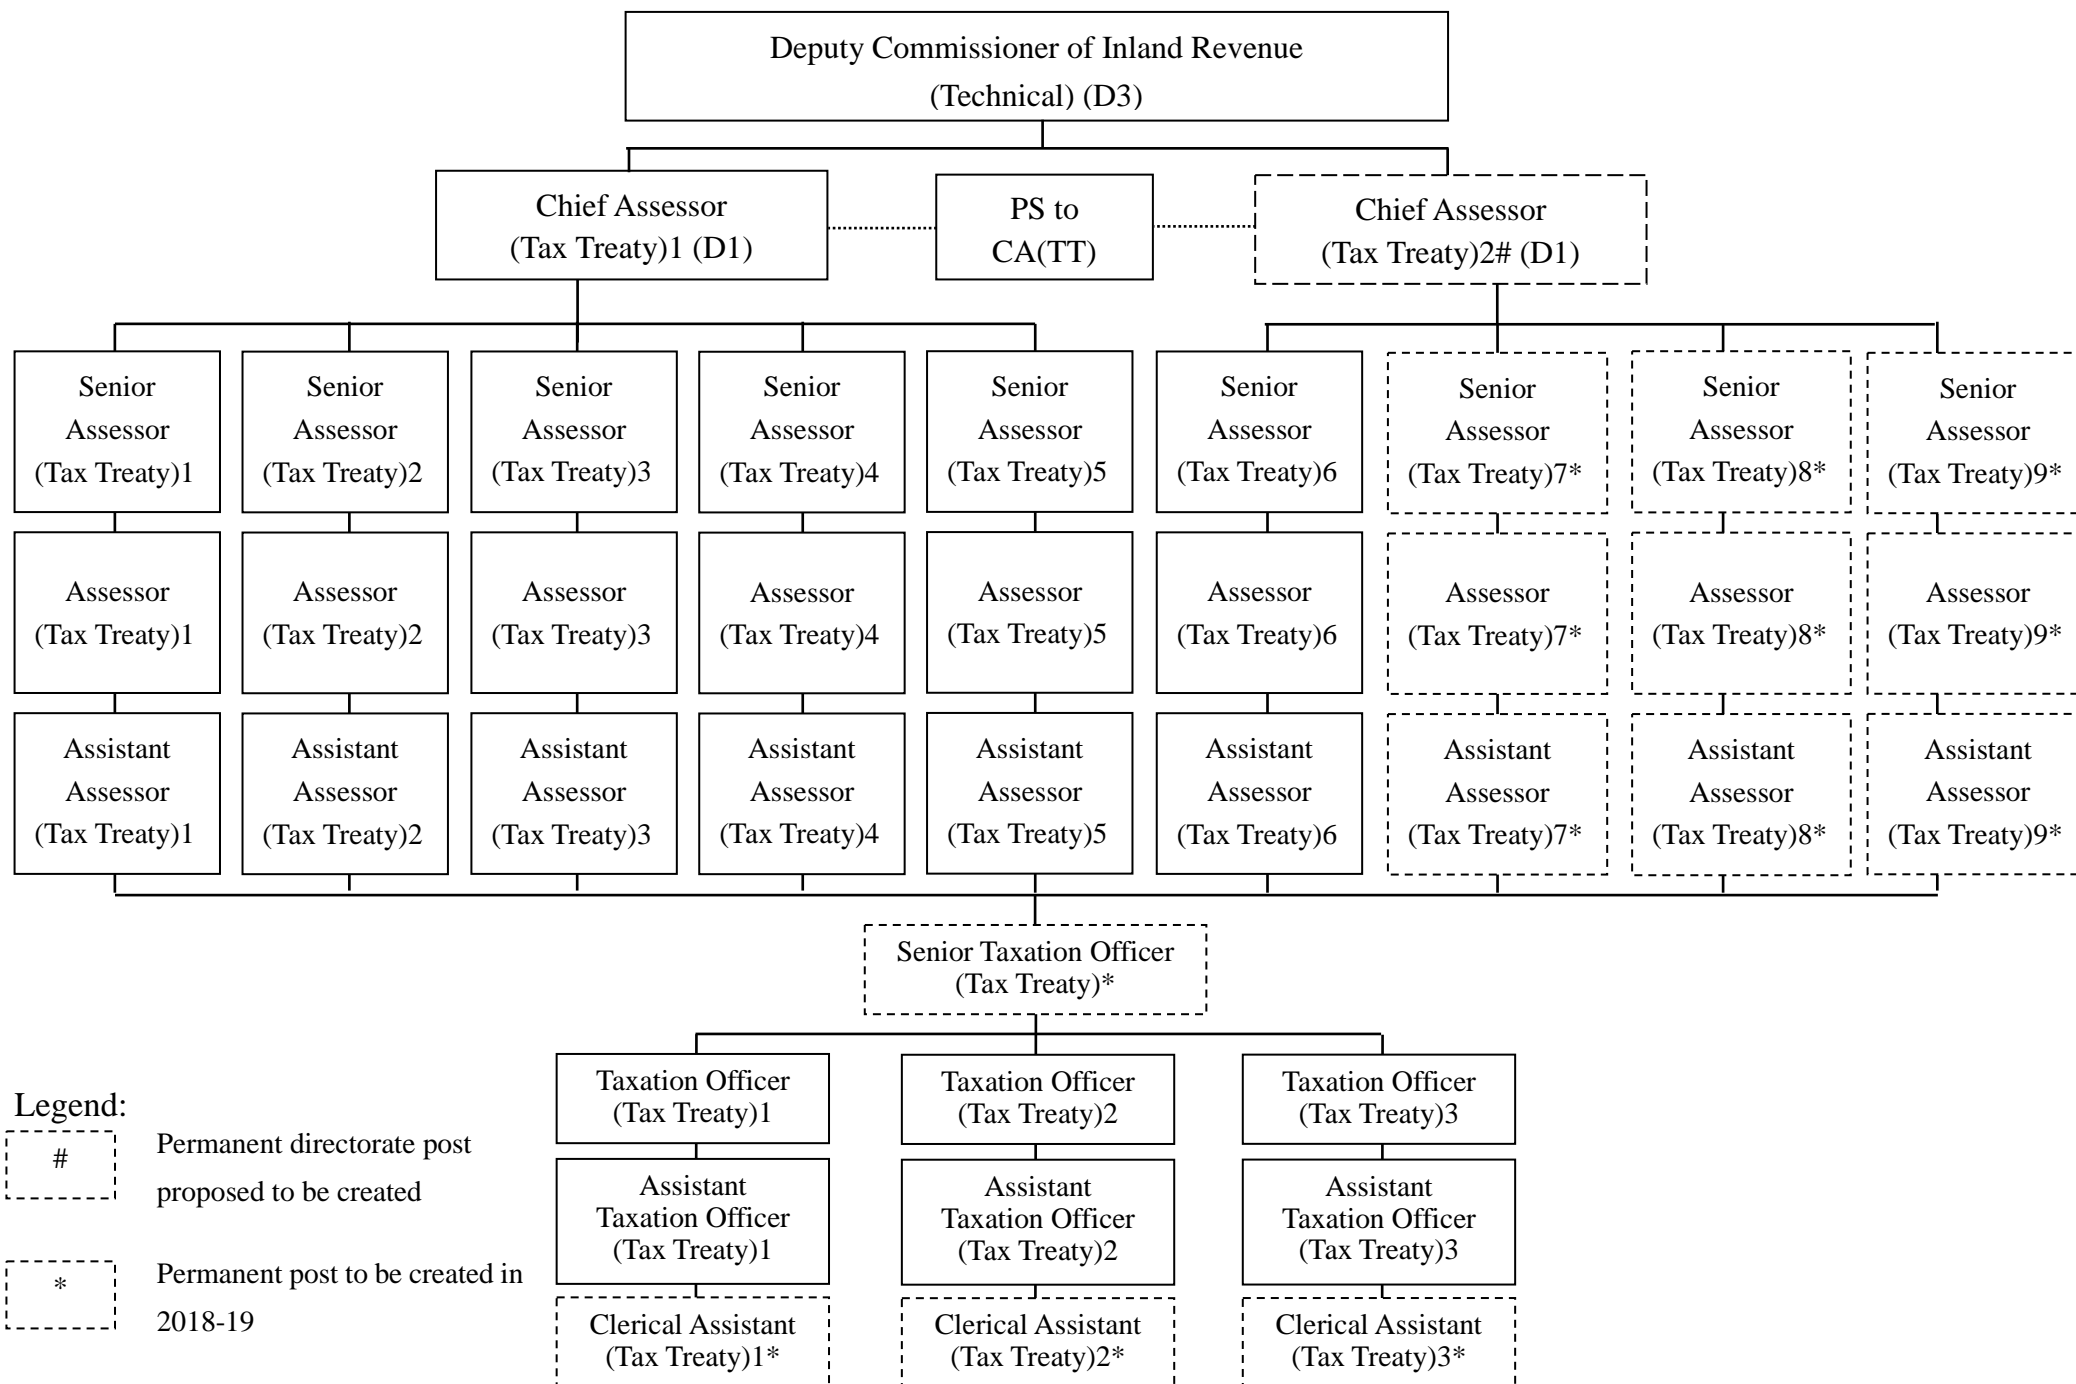 Deputy Commissioner of Inland Revenue
(Technical) (D3)
Chief Assessor
(Tax Treaty)1 (D1)
PS to
CA(TT)
Chief Assessor
(Tax Treaty)2# (D1)
Senior
Assessor
(Tax Treaty)1
Senior
Assessor
(Tax Treaty)2
Senior
Assessor
(Tax Treaty)3
Senior
Assessor
(Tax Treaty)4
Senior
Assessor
(Tax Treaty)5
Senior
Assessor
(Tax Treaty)6
Senior
Assessor
(Tax Treaty)7*
Senior
Assessor
(Tax Treaty)8*
Senior
Assessor
(Tax Treaty)9*
Assessor
(Tax Treaty)1
Assessor
(Tax Treaty)2
Assessor
(Tax Treaty)3
Assessor
(Tax Treaty)4
Assessor
(Tax Treaty)5
Assessor
(Tax Treaty)6
Assessor
(Tax Treaty)7*
Assessor
(Tax Treaty)8*
Assessor
(Tax Treaty)9*
Assistant
Assessor
(Tax Treaty)1
Assistant
Assessor
(Tax Treaty)2
Assistant
Assessor
(Tax Treaty)3
Assistant
Assessor
(Tax Treaty)4
Assistant
Assessor
(Tax Treaty)5
Assistant
Assessor
(Tax Treaty)6
Assistant
Assessor
(Tax Treaty)7*
Assistant
Assessor
(Tax Treaty)8*
Assistant
Assessor
(Tax Treaty)9*
Senior Taxation Officer
(Tax Treaty)*
Taxation Officer
(Tax Treaty)1
Taxation Officer
(Tax Treaty)2
Taxation Officer
(Tax Treaty)3
Assistant
Taxation Officer
(Tax Treaty)1
Assistant
Taxation Officer
(Tax Treaty)2
Assistant
Taxation Officer
(Tax Treaty)3
Clerical Assistant
(Tax Treaty)1*
Clerical Assistant
(Tax Treaty)2*
Clerical Assistant
(Tax Treaty)3*
Legend:
#
Permanent directorate post
proposed to be created
*
Permanent post to be created in
2018-19